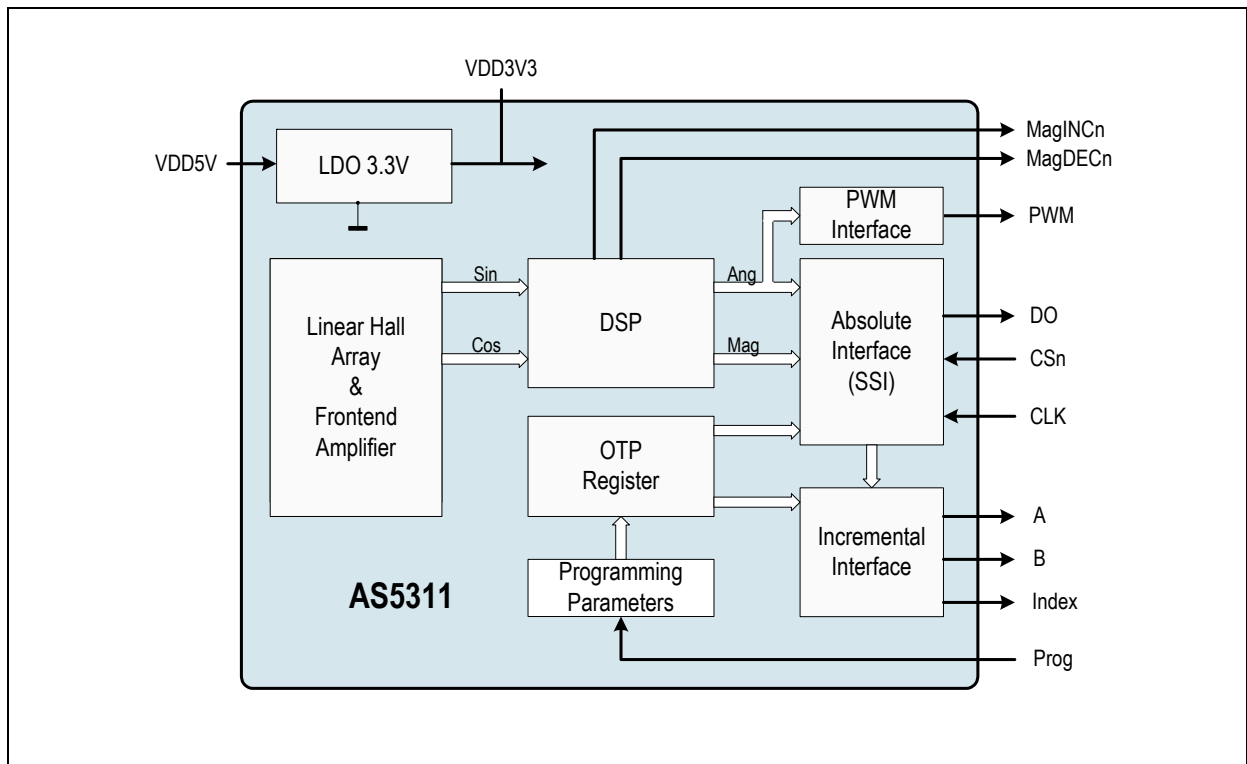 VDD3V3
MagINCn
MagDECn
VDD5V
LDO 3.3V
PWM
Interface
PWM
Sin
Ang
Linear Hall
Array
&
Frontend
Amplifier
DSP
Absolute
Interface
(SSI)
DO
Cos
Mag
CSn
CLK
OTP
Register
A
Incremental
Interface
B
Programming
Parameters
AS5311
Index
Prog